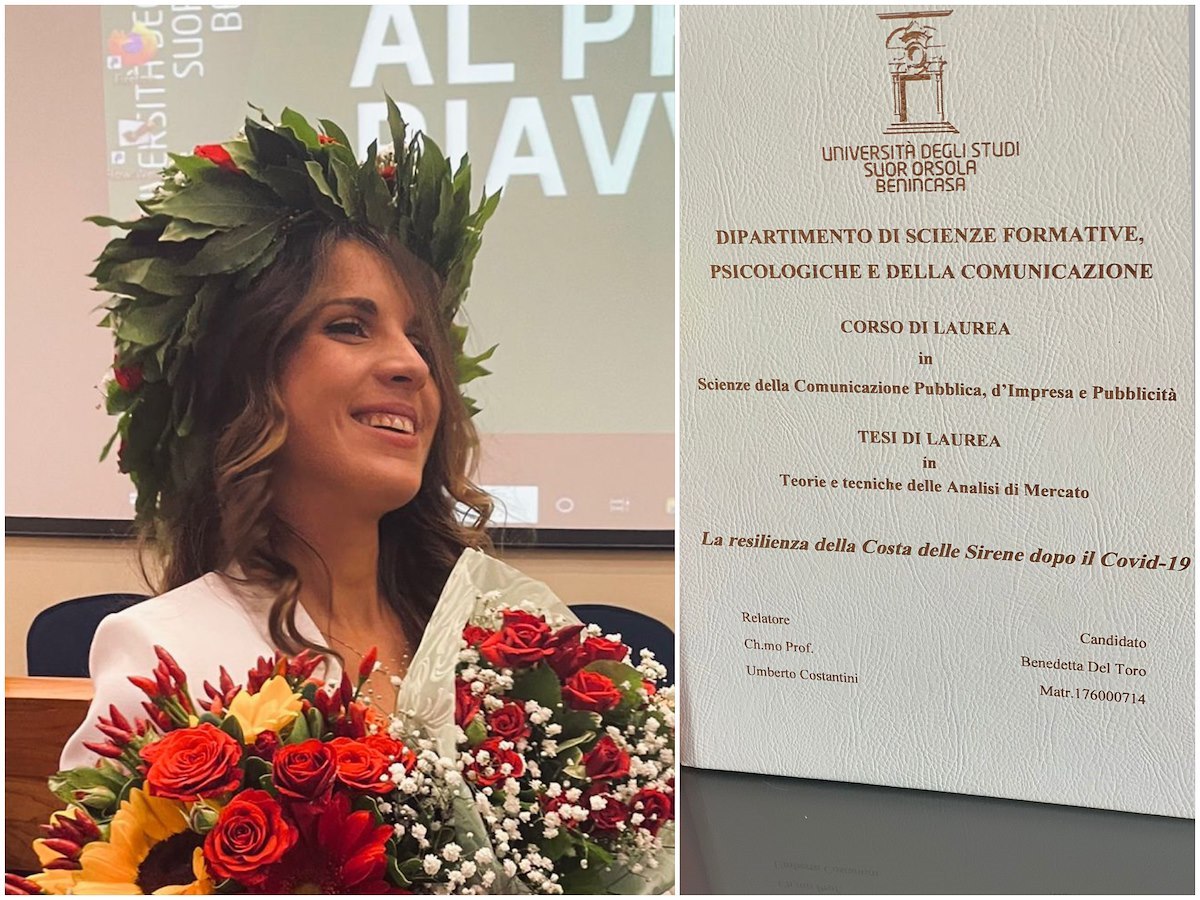 AL PR
RIAVV
UNIVERSITÀ DEGLI STUDI
SUOR ORSOLA
BENINCASA
DIPARTIMENTO DI SCIENZE FORMATIVE,
PSICOLOGICHE E DELLA COMUNICAZIONE
CORSO DI LAUREA
in
Scienze della Comunicazione Pubblica, d’Impresa e Pubblicità
TESI DI LAUREA
in
Teorie e tecniche delle Analisi di Mercato
La resilienza della Costa delle Sirene dopo il Covid-19
Relatore
Ch.mo Prof.
Umberto Costantini
Candidato
Benedetta Del Toro
Matr.176000714